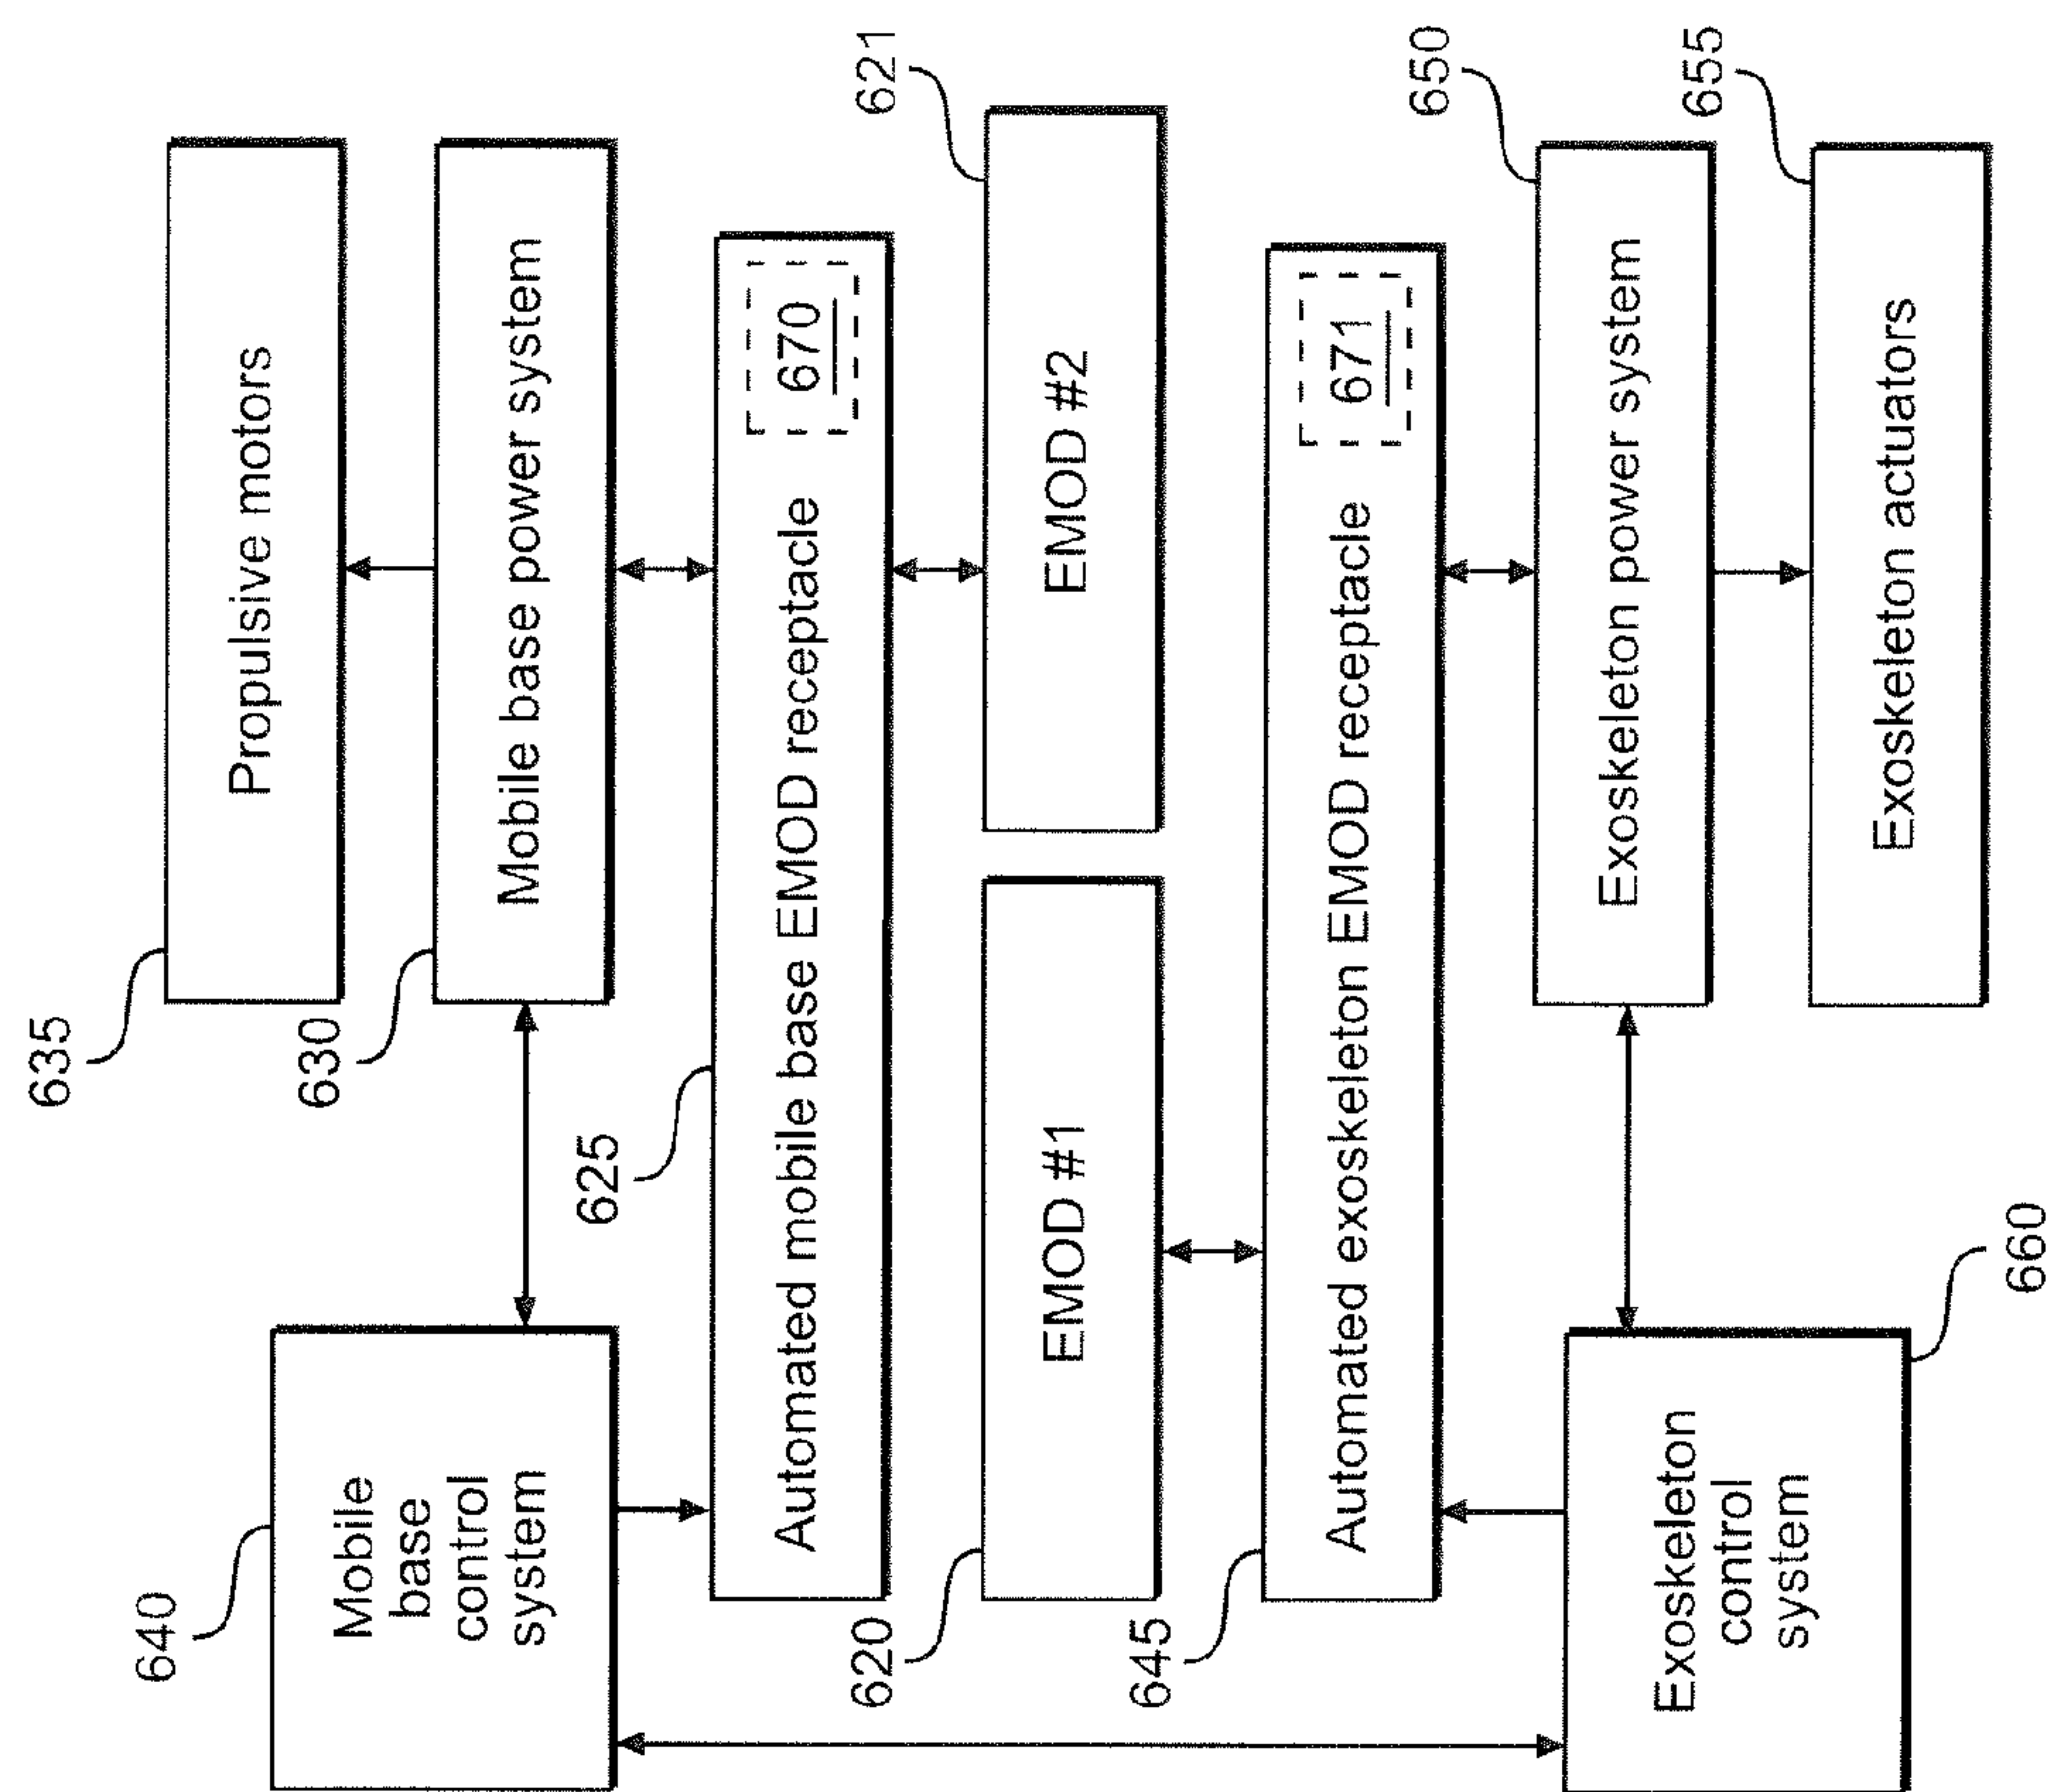 635
Propulsive motors
630
Mobile base power system
640
Mobile
base
control
system
625
Automated mobile base EMOD receptacle
670
620
EMOD #1
621
EMOD #2
645
Automated exoskeleton EMOD receptacle
671
650
Exoskeleton power system
655
Exoskeleton actuators
Exoskeleton
control
system
660